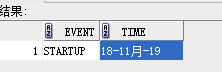 结果:
EVENT TIME
1 STARTUP 18-11月-19